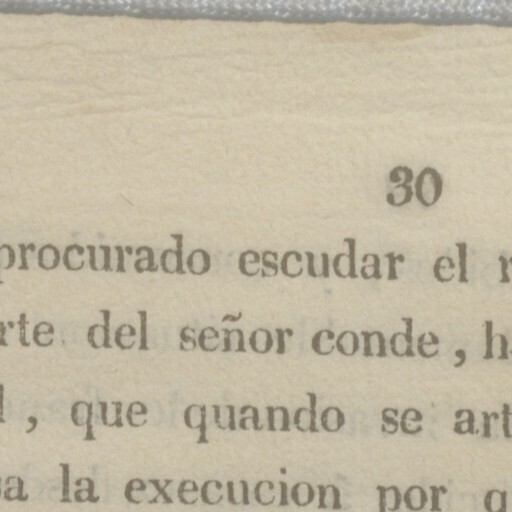 30
procurado escudar el
rte del señor conde, h
, que quando se art
a la execucion por q